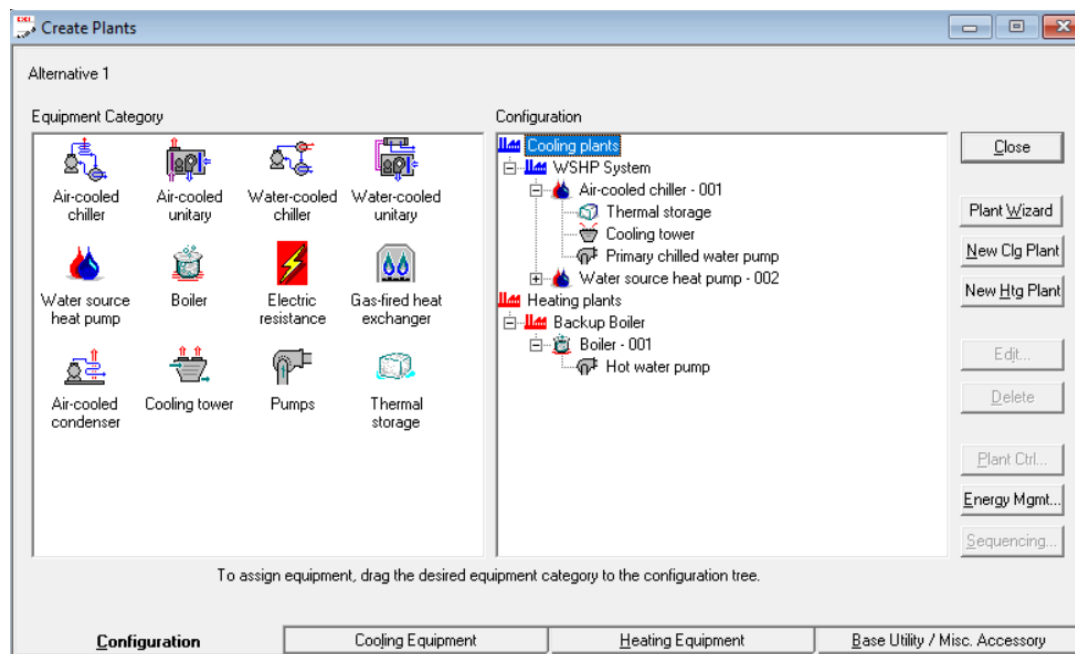 Create Plants
Alternative 1
Equipment Category
Air-cooled chiller
Air-cooled unitary
Water-cooled chiller
Water-cooled unitary
Water source heat pump
Boiler
Electric resistance
Gas-fired heat exchanger
Air-cooled condenser
Cooling tower
Pumps
Thermal storage
Configuration
Cooling plants
WSHP System
Air-cooled chiller - 001
Thermal storage
Cooling tower
Primary chilled water pump
Water source heat pump - 002
Heating plants
Backup Boiler
Boiler - 001
Hot water pump
Close
Plant Wizard
New Clg Plant
New Htg Plant
Edit...
Delete
Plant Ctrl...
Energy Mgmt...
Sequencing...
To assign equipment, drag the desired equipment category to the configuration tree.
Configuration
Cooling Equipment
Heating Equipment
Base Utility / Misc. Accessory